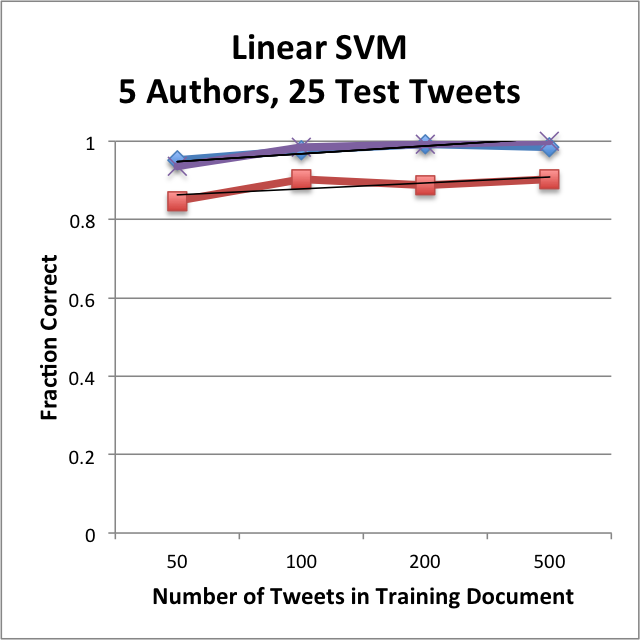 Linear SVM
5 Authors, 25 Test Tweets
1
0.8
0.6
0.4
0.2
0
Fraction Correct
50 100 200 500
Number of Tweets in Training Document